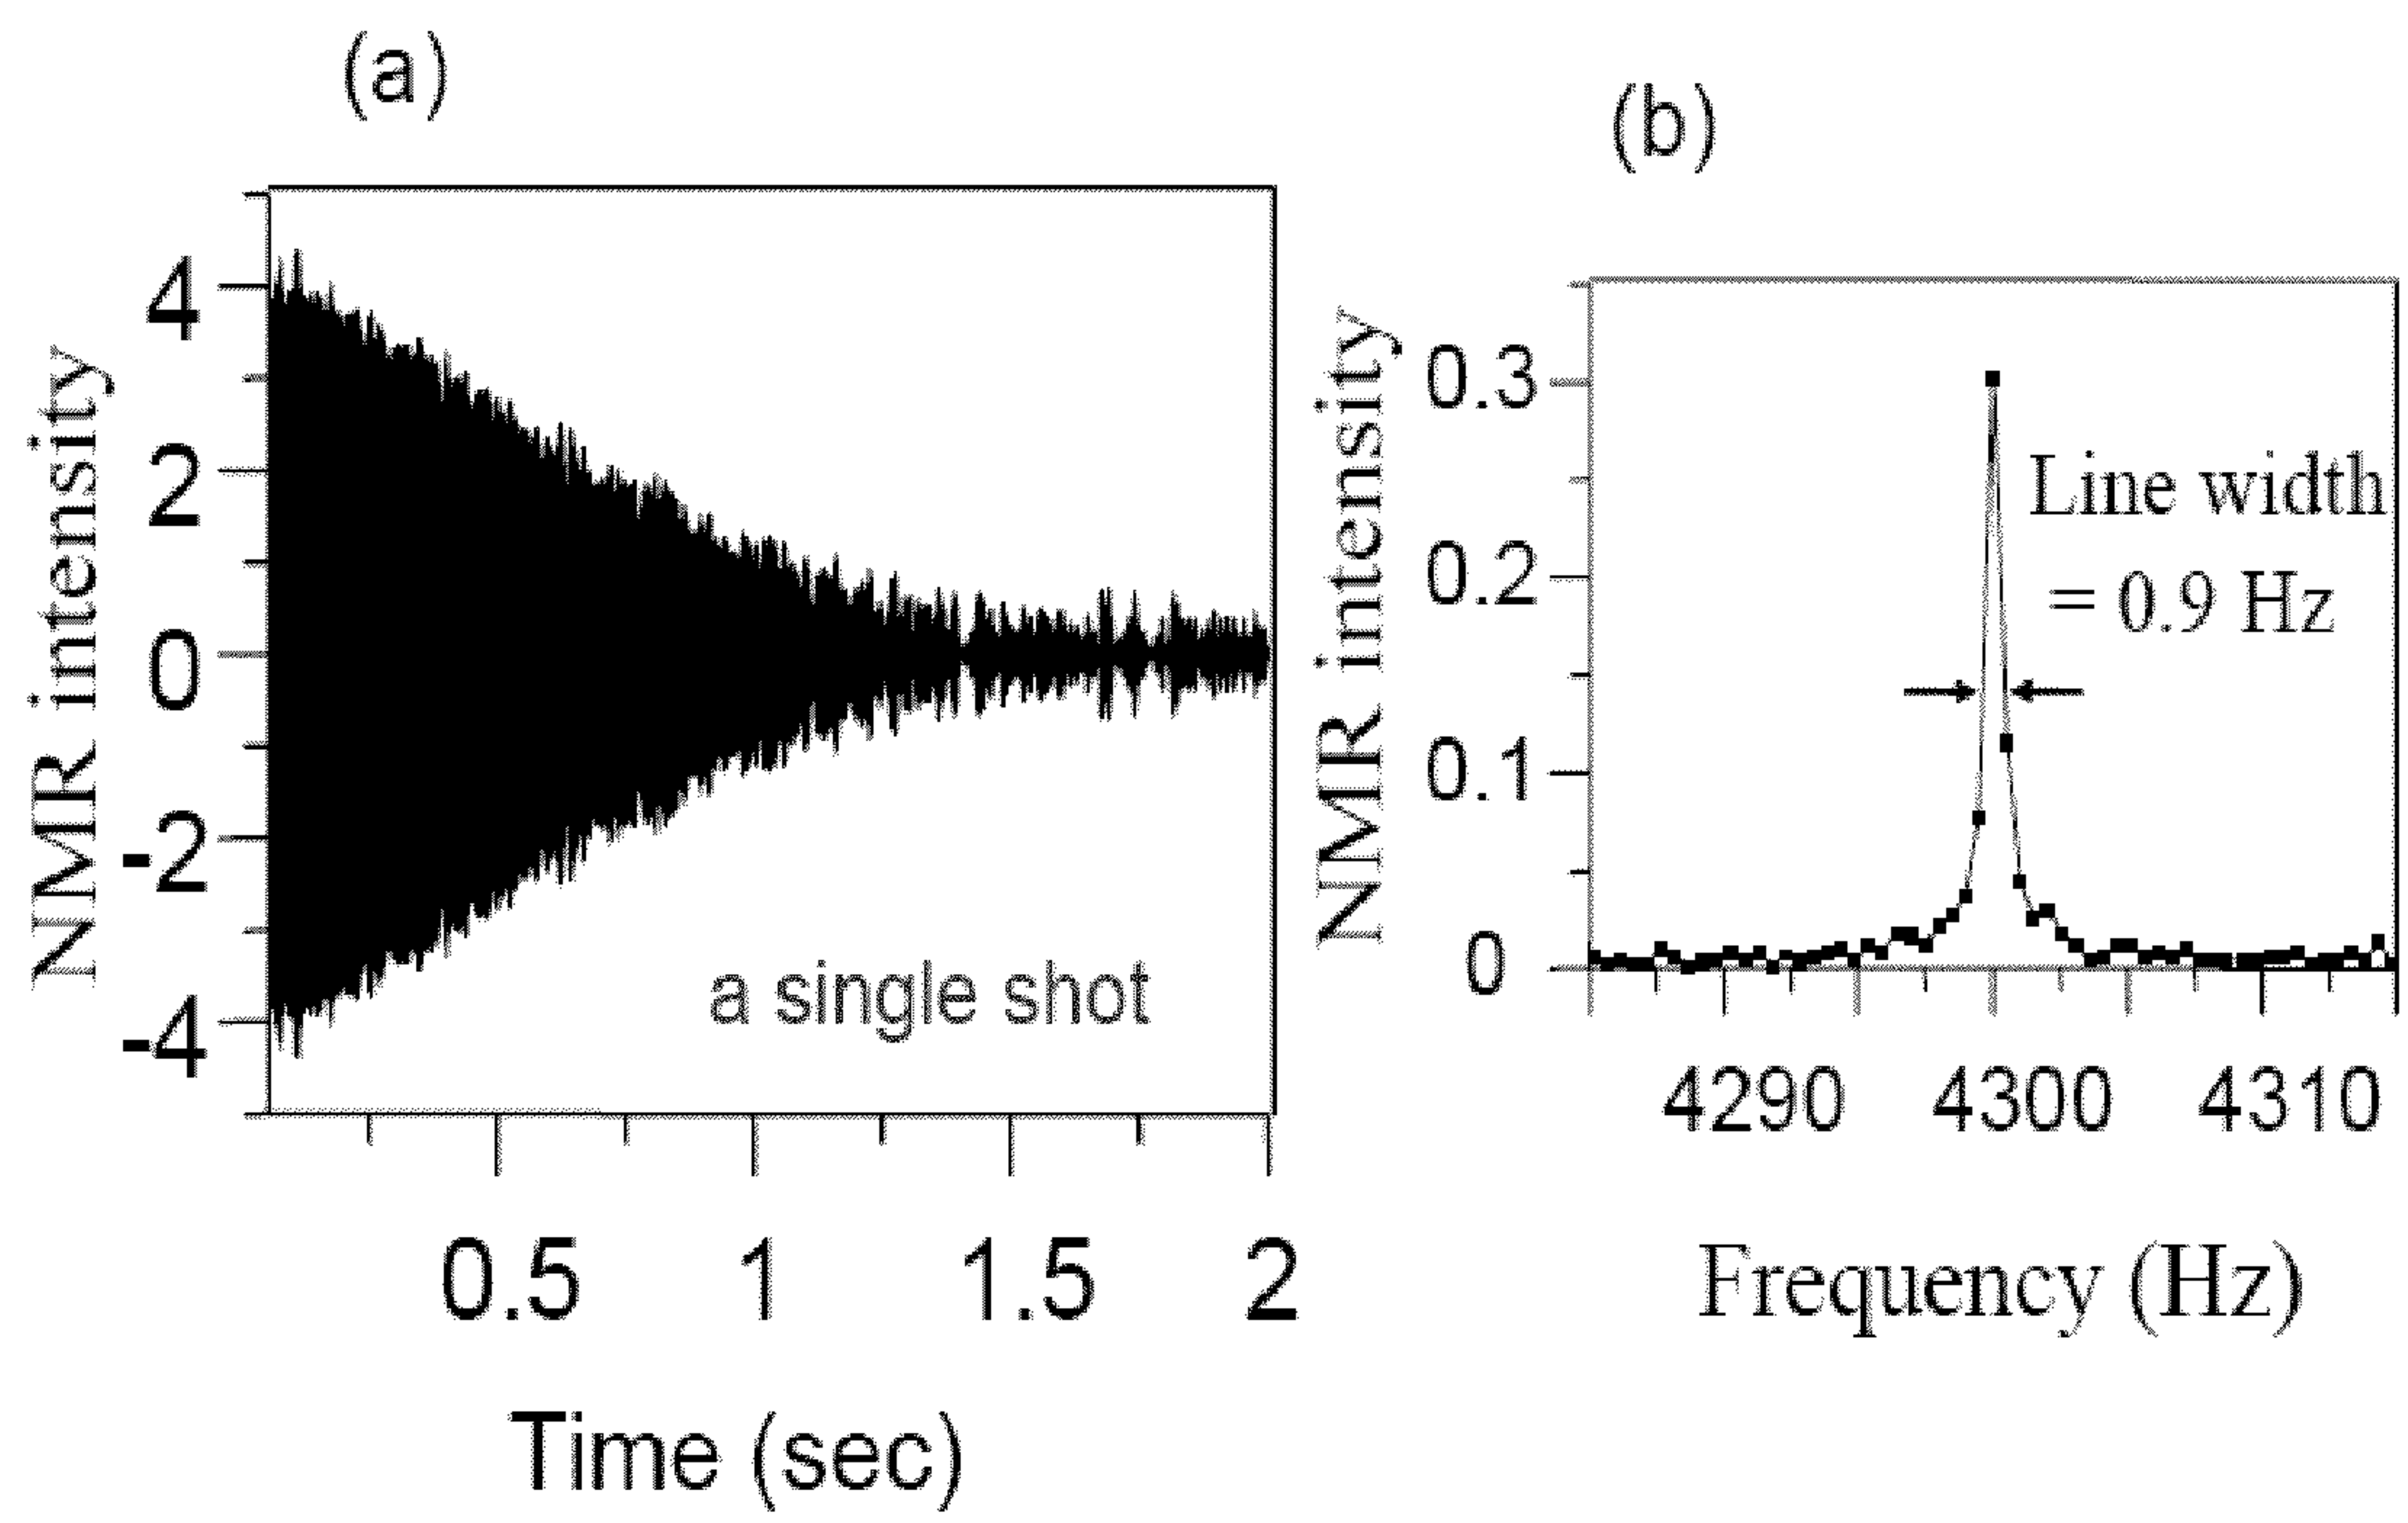 (a)
NMR intensity
4
2
0
-2
-4
a single shot
0.5 1 1.5 2
Time (sec)
(b)
NMR intensity
0.3
0.2
0.1
0
Line width
= 0.9 Hz
4290 4300 4310
Frequency (Hz)